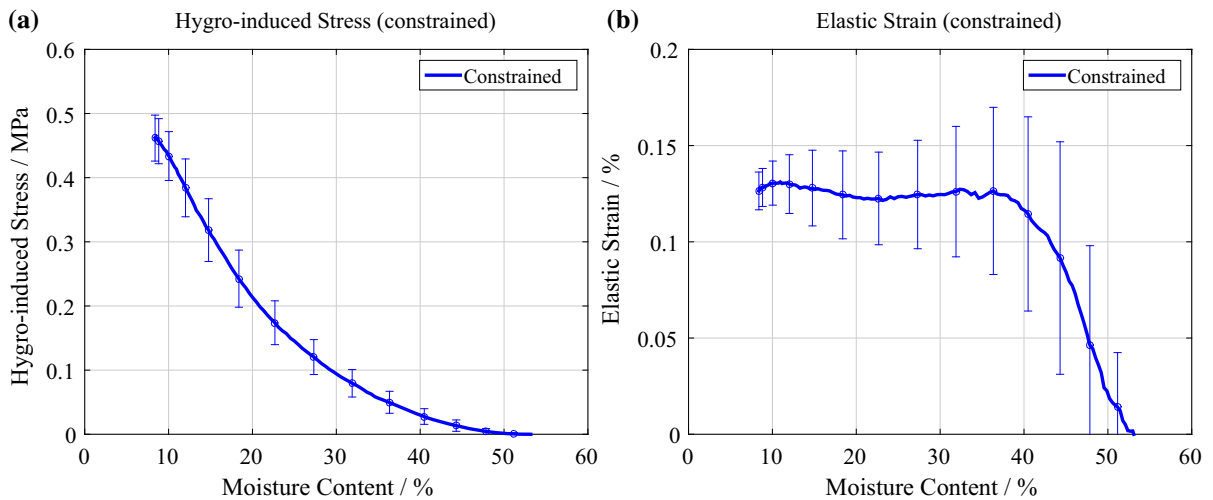 (a)
Hygro-induced Stress (constrained)
0.6
0.5
0.4
0.3
0.2
0.1
0
Hygro-induced Stress / MPa
Constrained
0 10 20 30 40 50 60
Moisture Content / %
(b)
Elastic Strain (constrained)
0.2
0.15
0.1
0.05
0
Elastic Strain / %
Constrained
0 10 20 30 40 50 60
Moisture Content / %